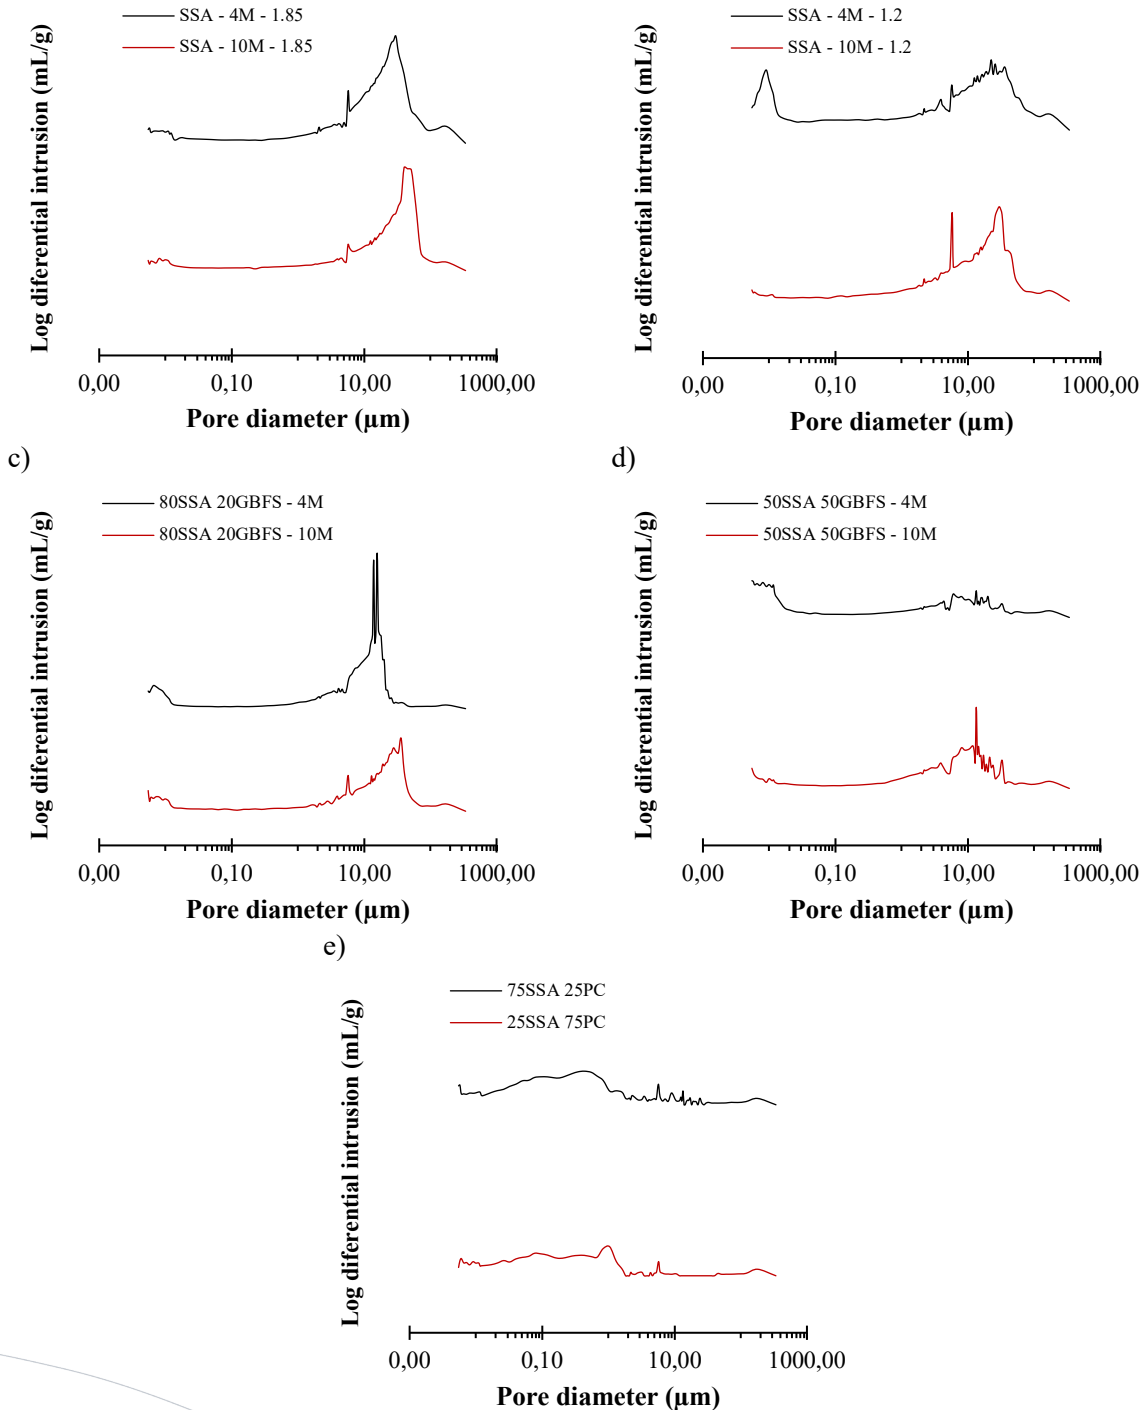 SSA - 4M - 1.85
SSA - 10M - 1.85
Log diferential intrusion (mL/g)
0,00 0,10 10,00 1000,00
Pore diameter (µm)
SSA - 4M - 1.2
SSA - 10M - 1.2
Log diferential intrusion (mL/g)
0,00 0,10 10,00 1000,00
Pore diameter (µm)
c)
80SSA 20GBFS - 4M
80SSA 20GBFS - 10M
Log diferential intrusion (mL/g)
0,00 0,10 10,00 1000,00
Pore diameter (µm)
d)
50SSA 50GBFS - 4M
50SSA 50GBFS - 10M
Log diferential intrusion (mL/g)
0,00 0,10 10,00 1000,00
Pore diameter (µm)
e)
75SSA 25PC
25SSA 75PC
Log diferential intrusion (mL/g)
0,00 0,10 10,00 1000,00
Pore diameter (µm)